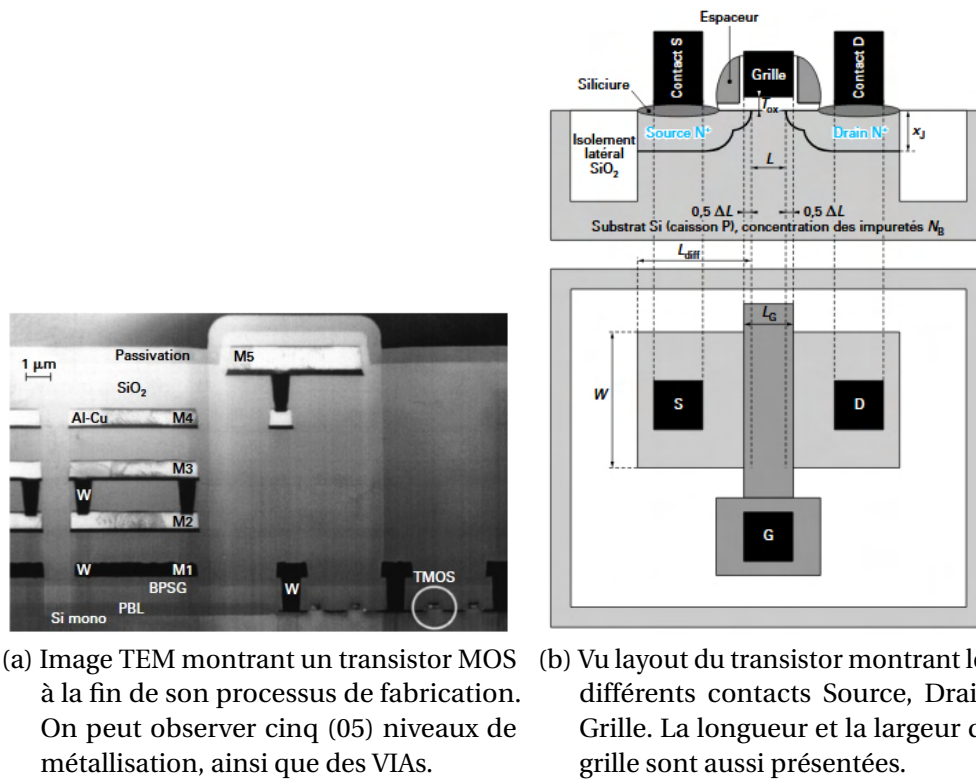 Passivation
M5
1 µm
SiO2
Al-Cu M4
M3
W
M2
W M1
BPSG
W
TMOS
PBL
Si mono
Espaceur
Contact S
Grille
Contact D
Siliciure
Tox
Source N+
Drain N+
xJ
Isolement
latéral
SiO2
L
0,5 ΔL
0,5 ΔL
Substrat Si (caisson P), concentration des impuretés NB
Ldiff
LG
W
S
D
G
(a) Image TEM montrant un transistor MOS
à la fin de son processus de fabrication.
On peut observer cinq (05) niveaux de
métallisation, ainsi que des VIAs.
(b) Vu layout du transistor montrant
différents contacts Source,
Grille. La longueur et la largeur
grille sont aussi présentées.